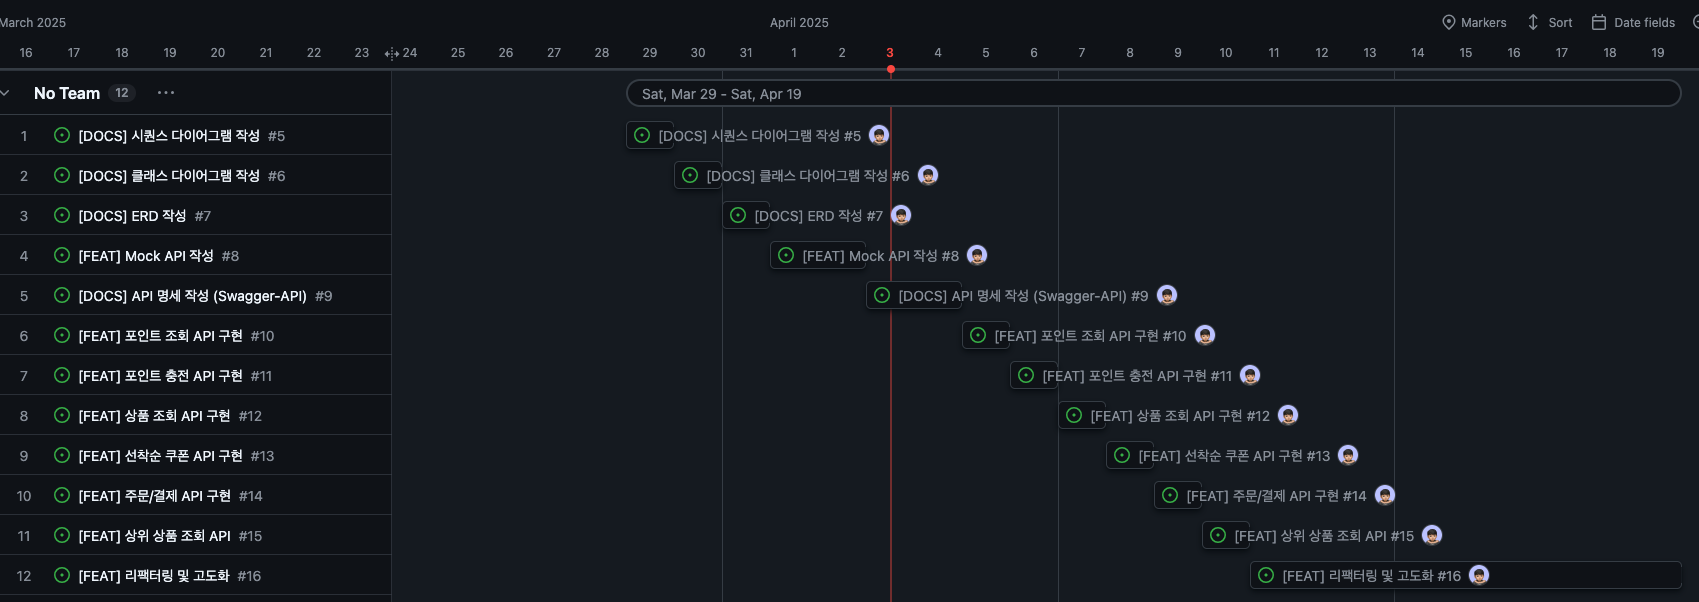 March 2025 April 2025 Markers Sort Date fields
16 17 18 19 20 21 22 23 24 25 26 27 28 29 30 31 1 2 3 4 5 6 7 8 9 10 11 12 13 14 15 16 17 18 19
No Team 12 ... Sat, Mar 29 - Sat, Apr 19
1 [DOCS] 시퀀스 다이어그램 작성 #5 [DOCS] 시퀀스 다이어그램 작성 #5
2 [DOCS] 클래스 다이어그램 작성 #6 [DOCS] 클래스 다이어그램 작성 #6
3 [DOCS] ERD 작성 #7 [DOCS] ERD 작성 #7
4 [FEAT] Mock API 작성 #8 [FEAT] Mock API 작성 #8
5 [DOCS] API 명세 작성 (Swagger-API) #9 [DOCS] API 명세 작성 (Swagger-API) #9
6 [FEAT] 포인트 조회 API 구현 #10 [FEAT] 포인트 조회 API 구현 #10
7 [FEAT] 포인트 충전 API 구현 #11 [FEAT] 포인트 충전 API 구현 #11
8 [FEAT] 상품 조회 API 구현 #12 [FEAT] 상품 조회 API 구현 #12
9 [FEAT] 선착순 쿠폰 API 구현 #13 [FEAT] 선착순 쿠폰 API 구현 #13
10 [FEAT] 주문/결제 API 구현 #14 [FEAT] 주문/결제 API 구현 #14
11 [FEAT] 상위 상품 조회 API #15 [FEAT] 상위 상품 조회 API #15
12 [FEAT] 리팩터링 및 고도화 #16 [FEAT] 리팩터링 및 고도화 #16